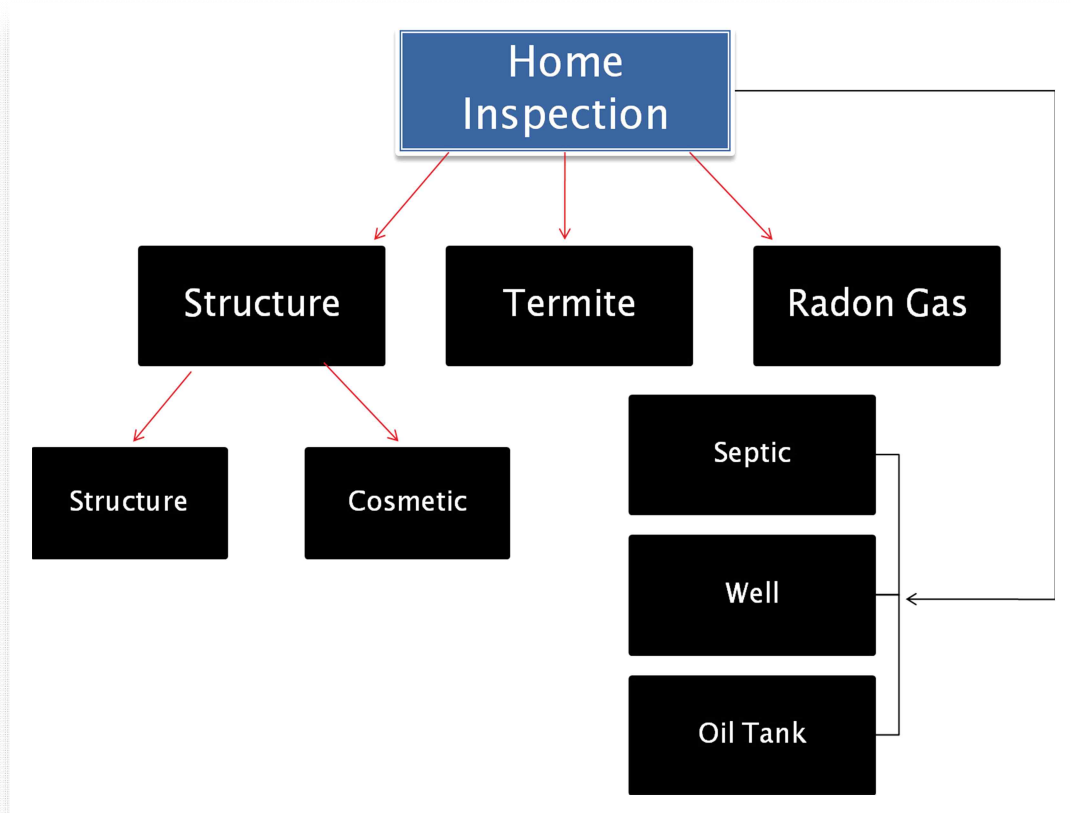 Home
Inspection
Structure
Termite
Radon Gas
Structure
Cosmetic
Septic
Well
Oil Tank